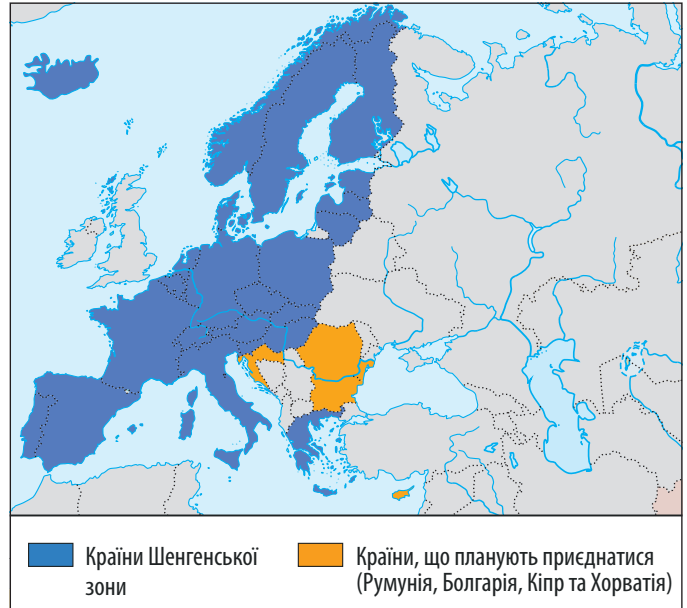 Країни Шенгенської
зони
Країни, що планують приєднатися
(Румунія, Болгарія, Кіпр та Хорватія)